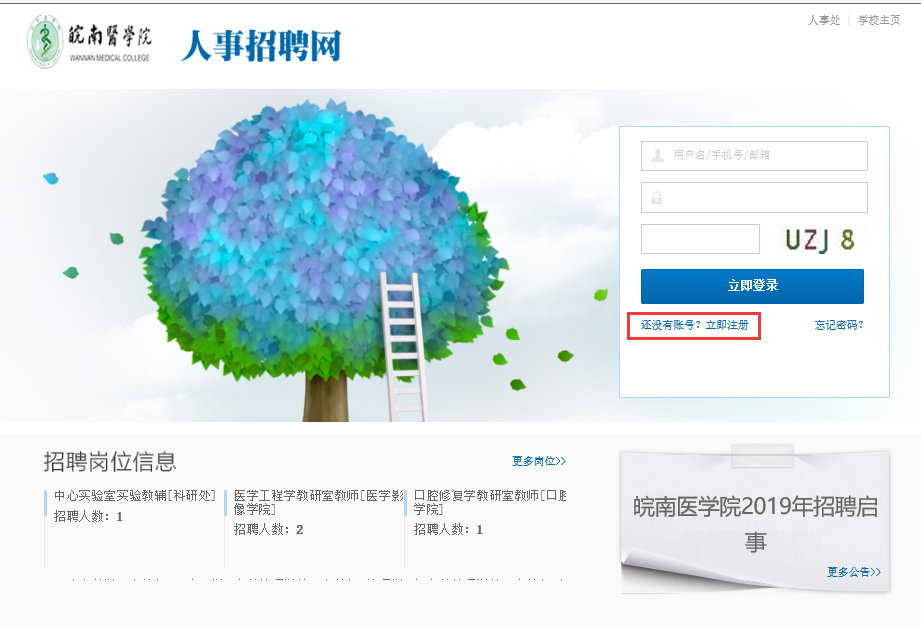 人事处 | 学校主页
皖南醫學院
WANNAN MEDICAL COLLEGE
人事招聘网
用户名/手机号/邮箱
UZJ 8
立即登录
还没有账号？立即注册
忘记密码？
招聘岗位信息
更多岗位>>
中心实验室实验教辅[科研处]
招聘人数：1
医学工程学教研室教师[医学影
像学院]
招聘人数：2
口腔修复学教研室教师[口腔
学院]
招聘人数：1
皖南医学院2019年招聘启
事
更多公告>>